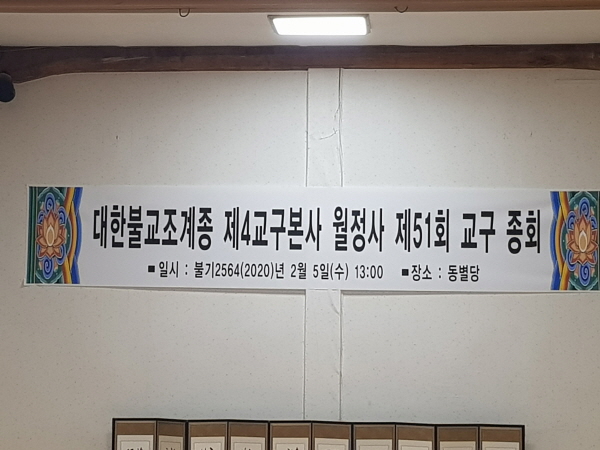 대한불교조계종 제4교구본사 월정사 제51회 교구 종회
■ 일시 : 불기2564(2020)년 2월 5일(수) 13:00 ■ 장소 : 동별당